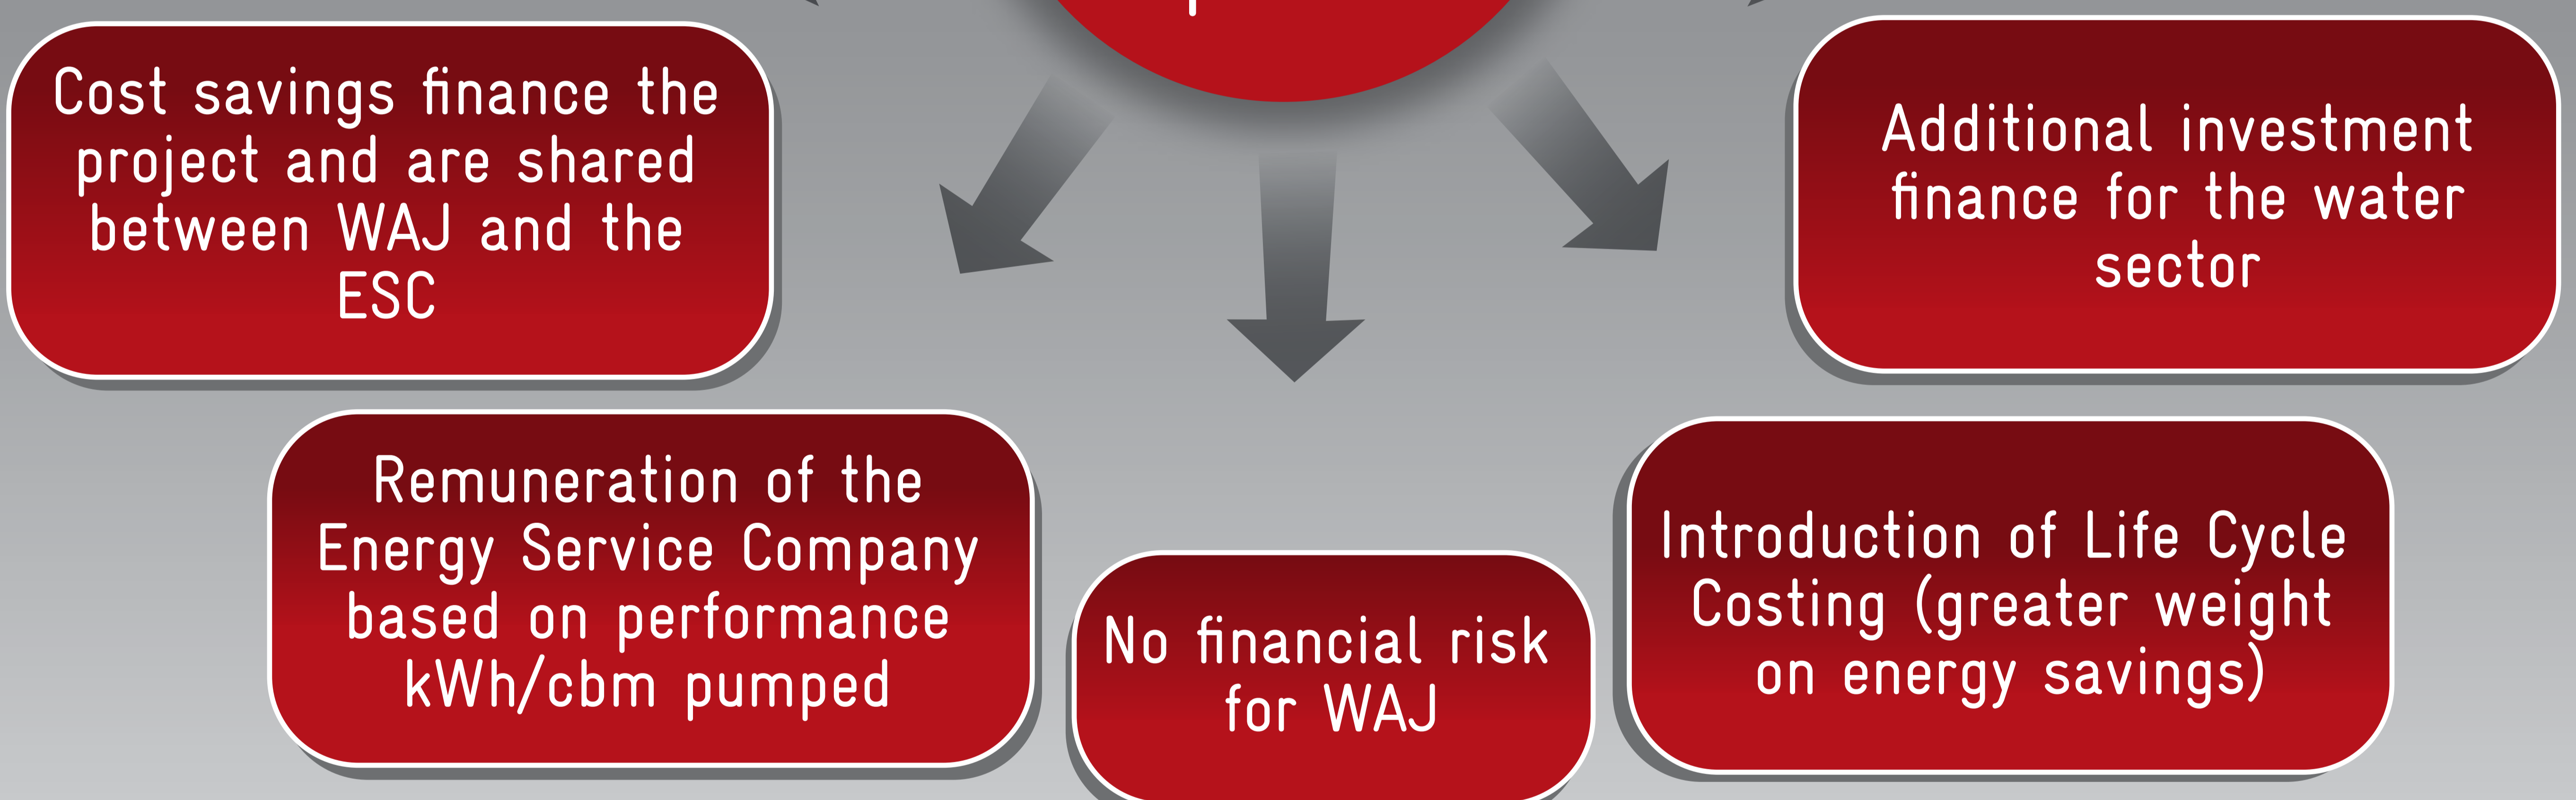 Cost savings finance the
project and are shared
between WAJ and the
ESC
Additional investment
finance for the water
sector
Remuneration of the
Energy Service Company
based on performance
kWh/cbm pumped
No financial risk
for WAJ
Introduction of Life Cycle
Costing (greater weight
on energy savings)